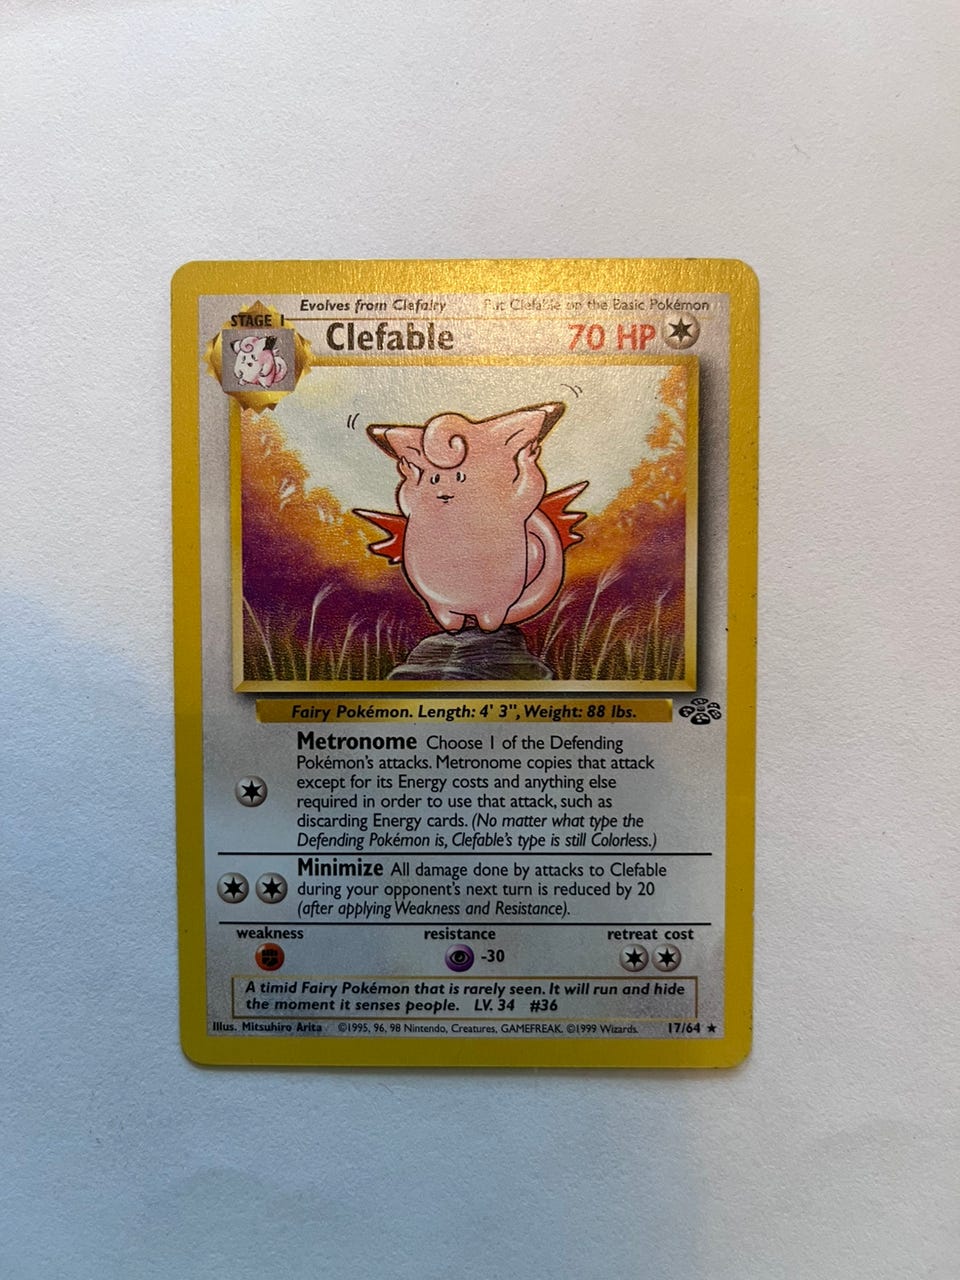 Evolves from Clefairy Put Clefable on the Basic Pokémon
STAGE 1
Clefable 70 HP
Fairy Pokémon. Length: 4' 3", Weight: 88 lbs.
Metronome Choose 1 of the Defending
Pokémon's attacks. Metronome copies that attack
except for its Energy costs and anything else
required in order to use that attack, such as
discarding Energy cards. (No matter what type the
Defending Pokémon is, Clefable's type is still Colorless.)
Minimize All damage done by attacks to Clefable
during your opponent's next turn is reduced by 20
(after applying Weakness and Resistance).
weakness resistance retreat cost
-30
A timid Fairy Pokémon that is rarely seen. It will run and hide
the moment it senses people. LV. 34 #36
Illus. Mitsuhiro Arita ©1995, 96, 98 Nintendo, Creatures, GAMEFREAK. ©1999 Wizards. 17/64 ★